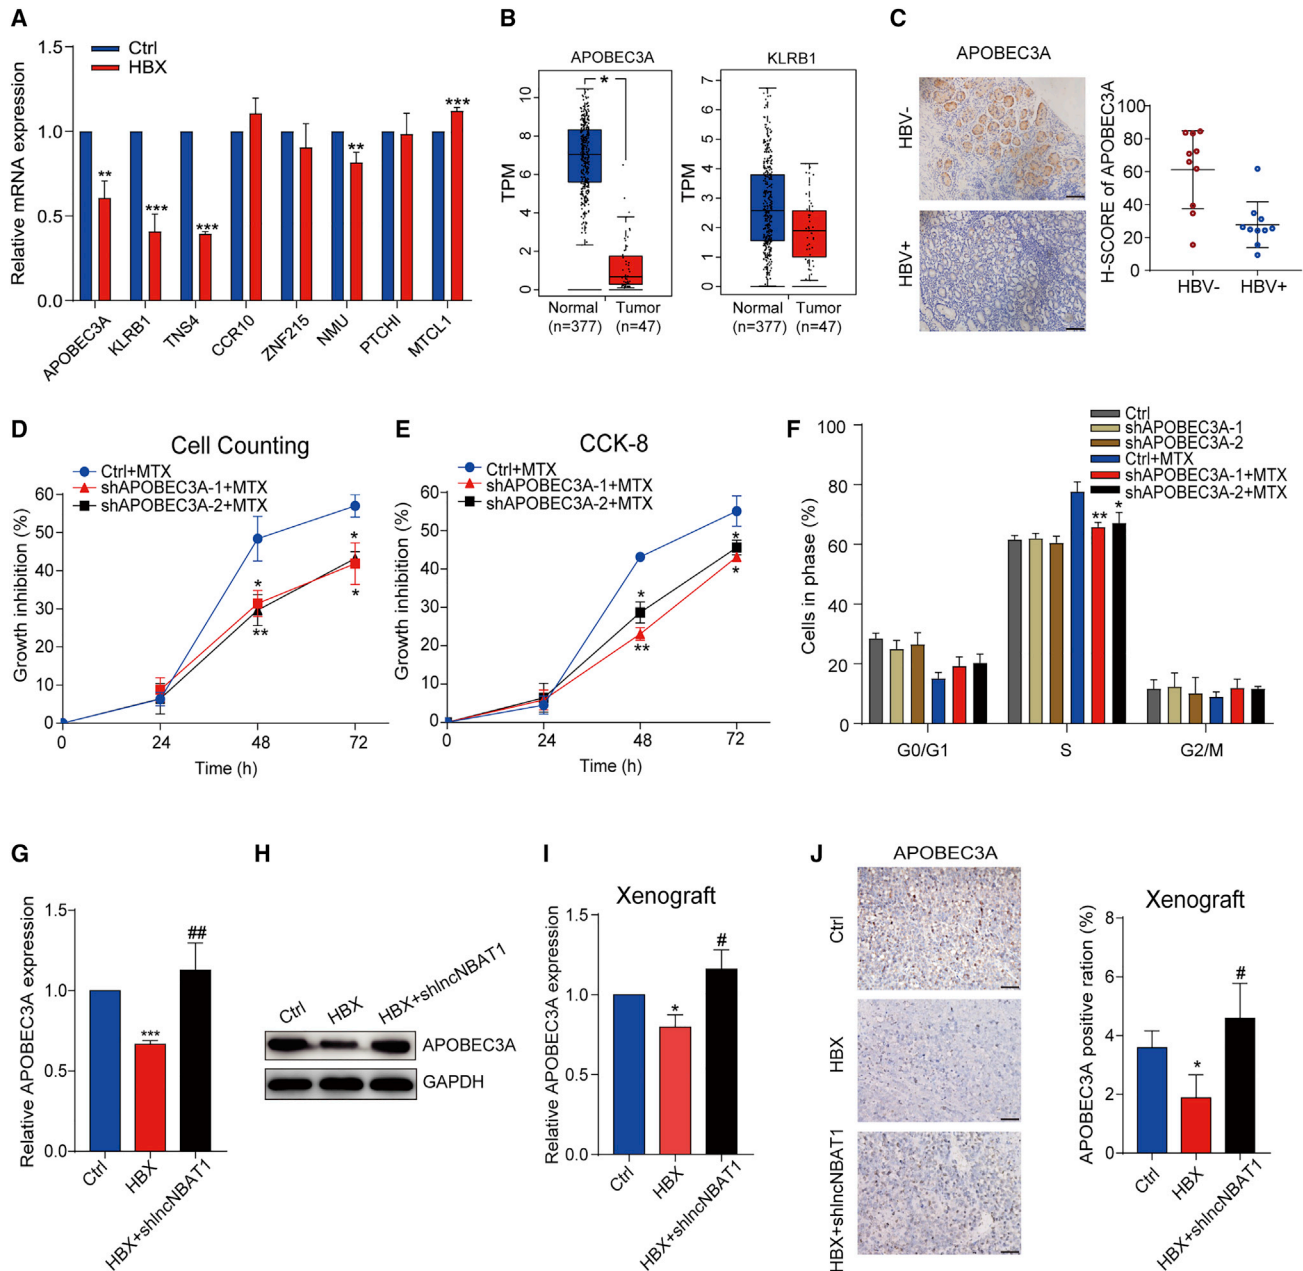 A
Ctrl
HBX
Relative mRNA expression
1.5
1.0
0.5
0.0
**
***
***
**
***
APOBEC3A
KLRB1
TNS4
CCR10
ZNF215
NMU
PTCHI
MTCL1
B
APOBEC3A
*
TPM
10
8
6
4
2
0
Normal
(n=377)
Tumor
(n=47)
KLRB1
TPM
7
6
5
4
3
2
1
0
Normal
(n=377)
Tumor
(n=47)
C
APOBEC3A
HBV-
HBV+
H-SCORE of APOBEC3A
100
80
60
40
20
0
HBV-
HBV+
D
Cell Counting
Ctrl+MTX
shAPOBEC3A-1+MTX
shAPOBEC3A-2+MTX
Growth inhibition (%)
60
50
40
30
20
10
0
*
**
*
*
0
24
48
72
Time (h)
E
CCK-8
Ctrl+MTX
shAPOBEC3A-1+MTX
shAPOBEC3A-2+MTX
Growth inhibition (%)
60
50
40
30
20
10
0
*
**
*
*
0
24
48
72
Time (h)
F
Ctrl
shAPOBEC3A-1
shAPOBEC3A-2
Ctrl+MTX
shAPOBEC3A-1+MTX
shAPOBEC3A-2+MTX
Cells in phase (%)
100
80
60
40
20
0
**
*
G0/G1
S
G2/M
G
Relative APOBEC3A expression
1.5
1.0
0.5
0.0
***
##
Ctrl
HBX
HBX+shlncNBAT1
H
Ctrl
HBX
HBX+shlncNBAT1
APOBEC3A
GAPDH
I
Xenograft
Relative APOBEC3A expression
1.5
1.0
0.5
0.0
*
#
Ctrl
HBX
HBX+shlncNBAT1
J
APOBEC3A
Ctrl
HBX
HBX+shlncNBAT1
Xenograft
APOBEC3A positive ration (%)
8
6
4
2
0
*
#
Ctrl
HBX
HBX+shlncNBAT1